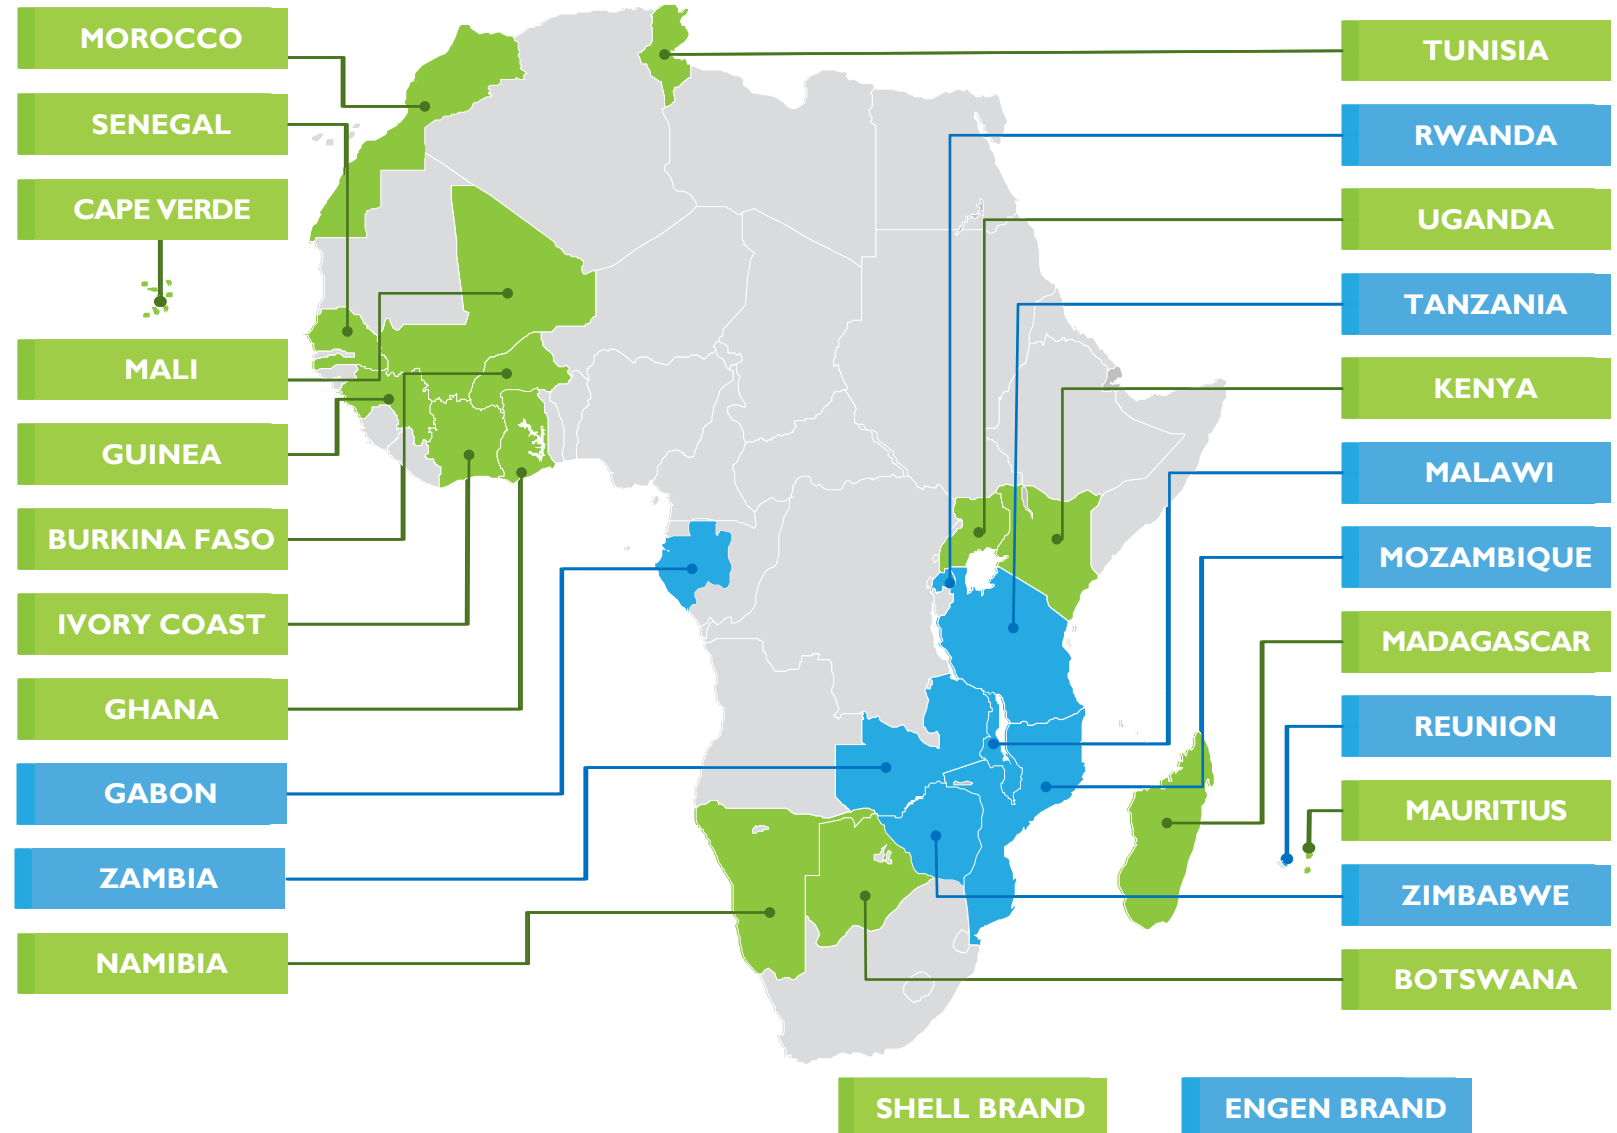 MOROCCO
SENEGAL
CAPE VERDE
MALI
GUINEA
BURKINA FASO
IVORY COAST
GHANA
GABON
ZAMBIA
NAMIBIA
TUNISIA
RWANDA
UGANDA
TANZANIA
KENYA
MALAWI
MOZAMBIQUE
MADAGASCAR
REUNION
MAURITIUS
ZIMBABWE
BOTSWANA
SHELL BRAND
ENGEN BRAND